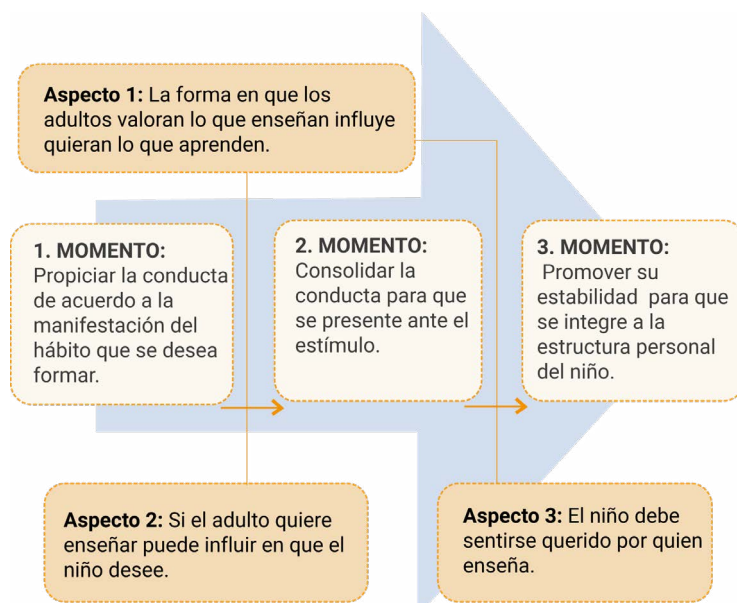 Aspecto 1: La forma en que los
adultos valoran lo que enseñan influye
quieran lo que aprenden.
1. MOMENTO:
Propiciar la conducta
de acuerdo a la
manifestación del
hábito que se desea
formar.
2. MOMENTO:
Consolidar la
conducta para que
se presente ante el
estímulo.
3. MOMENTO:
Promover su
estabilidad para que
se integre a la
estructura personal
del niño.
Aspecto 2: Si el adulto quiere
enseñar puede influir en que el
niño desee.
Aspecto 3: El niño debe
sentirse querido por quien
enseña.